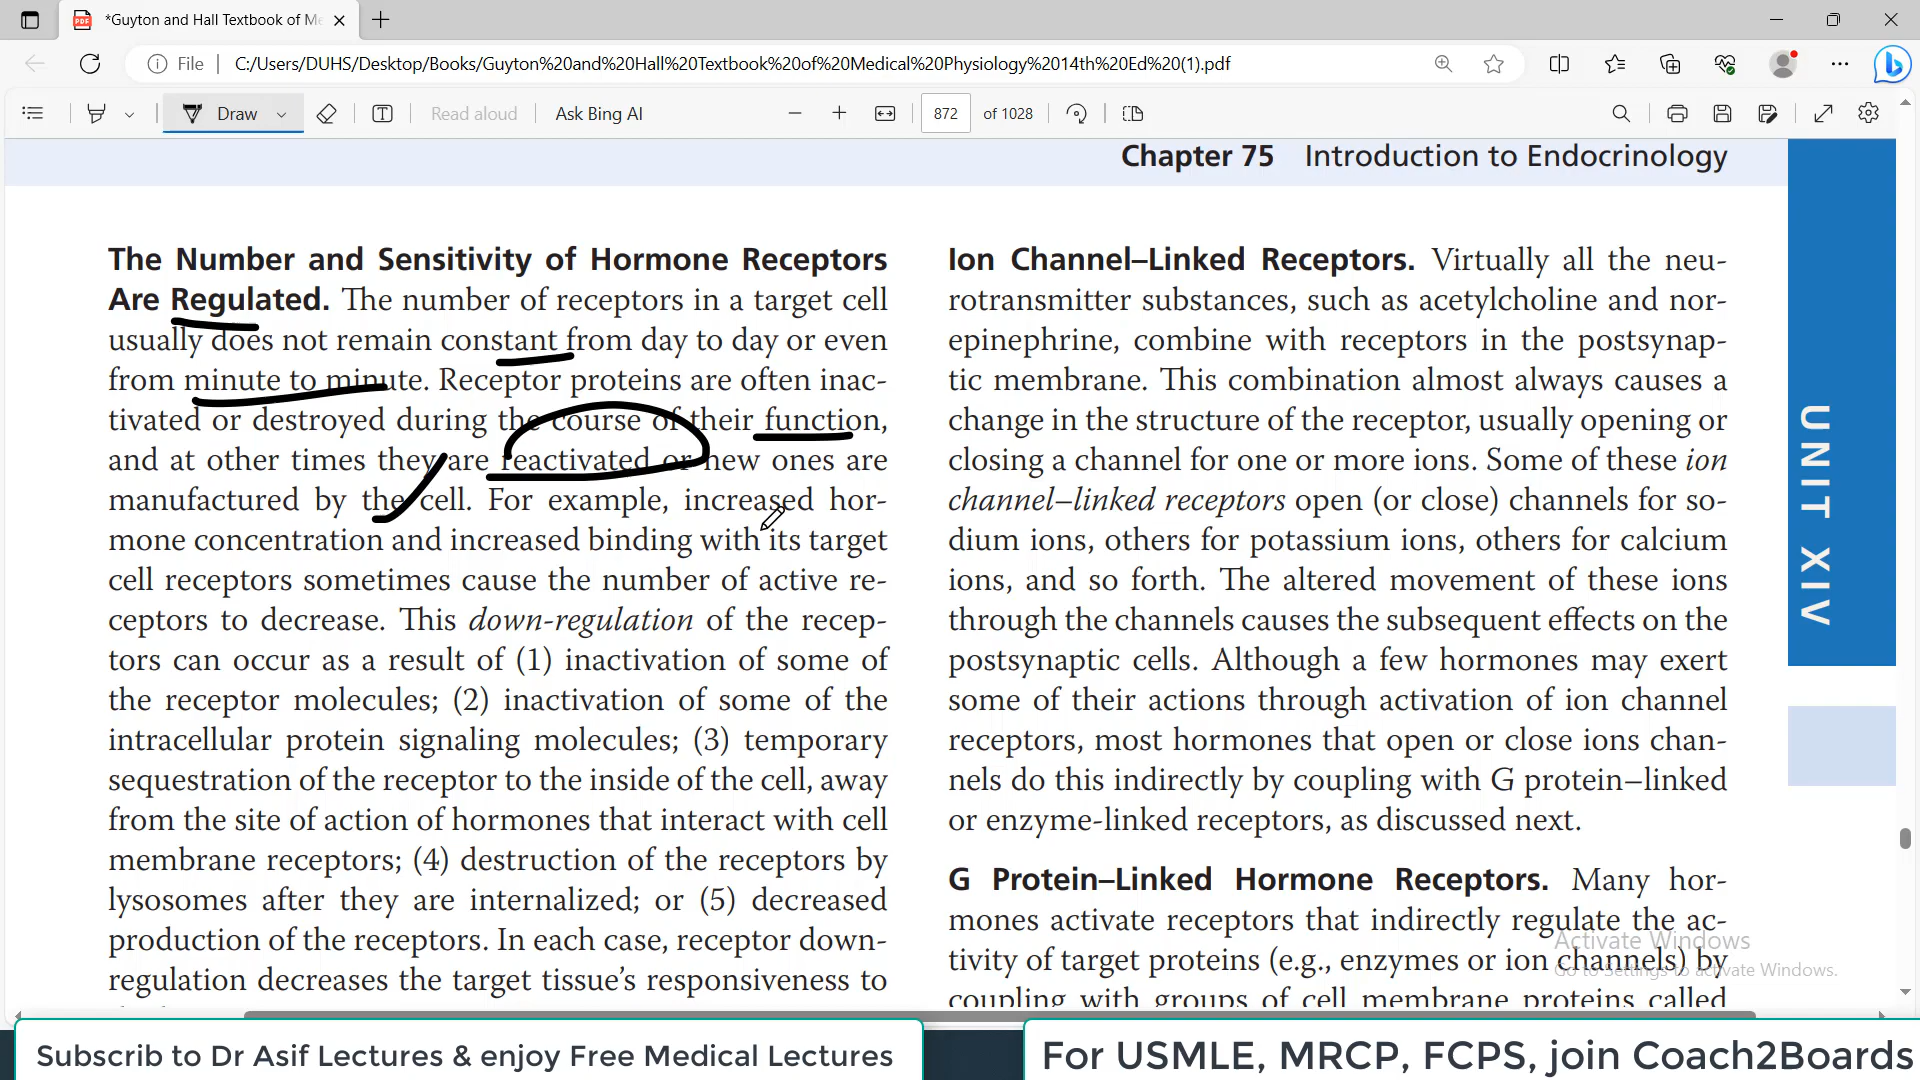 *Guyton and Hall Textbook of Me
File
C:/Users/DUHS/Desktop/Books/Guyton%20and%20Hall%20Textbook%20of%20Medical%20Physiology%2014th%20Ed%20(1).pdf
Draw
Read aloud
Ask Bing AI
872
of 1028
Chapter 75 Introduction to Endocrinology
The Number and Sensitivity of Hormone Receptors
Are Regulated. The number of receptors in a target cell
usually does not remain constant from day to day or even
from minute to minute. Receptor proteins are often inac-
tivated or destroyed during the course of their function,
and at other times they are reactivated or new ones are
manufactured by the cell. For example, increased hor-
mone concentration and increased binding with its target
cell receptors sometimes cause the number of active re-
ceptors to decrease. This down-regulation of the recep-
tors can occur as a result of (1) inactivation of some of
the receptor molecules; (2) inactivation of some of the
intracellular protein signaling molecules; (3) temporary
sequestration of the receptor to the inside of the cell, away
from the site of action of hormones that interact with cell
membrane receptors; (4) destruction of the receptors by
lysosomes after they are internalized; or (5) decreased
production of the receptors. In each case, receptor down-
regulation decreases the target tissue's responsiveness to
Ion Channel–Linked Receptors. Virtually all the neu-
rotransmitter substances, such as acetylcholine and nor-
epinephrine, combine with receptors in the postsynap-
tic membrane. This combination almost always causes a
change in the structure of the receptor, usually opening or
closing a channel for one or more ions. Some of these ion
channel–linked receptors open (or close) channels for so-
dium ions, others for potassium ions, others for calcium
ions, and so forth. The altered movement of these ions
through the channels causes the subsequent effects on the
postsynaptic cells. Although a few hormones may exert
some of their actions through activation of ion channel
receptors, most hormones that open or close ions chan-
nels do this indirectly by coupling with G protein–linked
or enzyme-linked receptors, as discussed next.
G Protein–Linked Hormone Receptors. Many hor-
mones activate receptors that indirectly regulate the ac-
tivity of target proteins (e.g., enzymes or ion channels) by
coupling with groups of cell membrane proteins called
UNIT XIV
Activate Windows
Go to Settings to activate Windows.
Subscrib to Dr Asif Lectures & enjoy Free Medical Lectures
For USMLE, MRCP, FCPS, join Coach2Boards